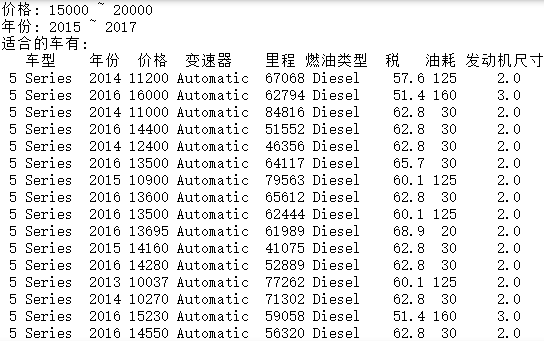 价格: 15000 ~ 20000
年份: 2015 ~ 2017
适合的车有:
车型 年份 价格 变速器 里程 燃油类型 税 油耗 发动机尺寸
5 Series 2014 11200 Automatic 67068 Diesel 57.6 125 2.0
5 Series 2016 16000 Automatic 62794 Diesel 51.4 160 3.0
5 Series 2014 11000 Automatic 84816 Diesel 62.8 30 2.0
5 Series 2016 14400 Automatic 51552 Diesel 62.8 30 2.0
5 Series 2014 12400 Automatic 46356 Diesel 62.8 30 2.0
5 Series 2016 13500 Automatic 64117 Diesel 65.7 30 2.0
5 Series 2015 10900 Automatic 79563 Diesel 60.1 125 2.0
5 Series 2016 13600 Automatic 65612 Diesel 62.8 30 2.0
5 Series 2016 13500 Automatic 62444 Diesel 60.1 125 2.0
5 Series 2016 13695 Automatic 61989 Diesel 68.9 20 2.0
5 Series 2015 14160 Automatic 41075 Diesel 62.8 30 2.0
5 Series 2016 14280 Automatic 52889 Diesel 62.8 30 2.0
5 Series 2013 10037 Automatic 77262 Diesel 60.1 125 2.0
5 Series 2014 10270 Automatic 71302 Diesel 62.8 30 2.0
5 Series 2016 15230 Automatic 59058 Diesel 51.4 160 3.0
5 Series 2016 14550 Automatic 56320 Diesel 62.8 30 2.0